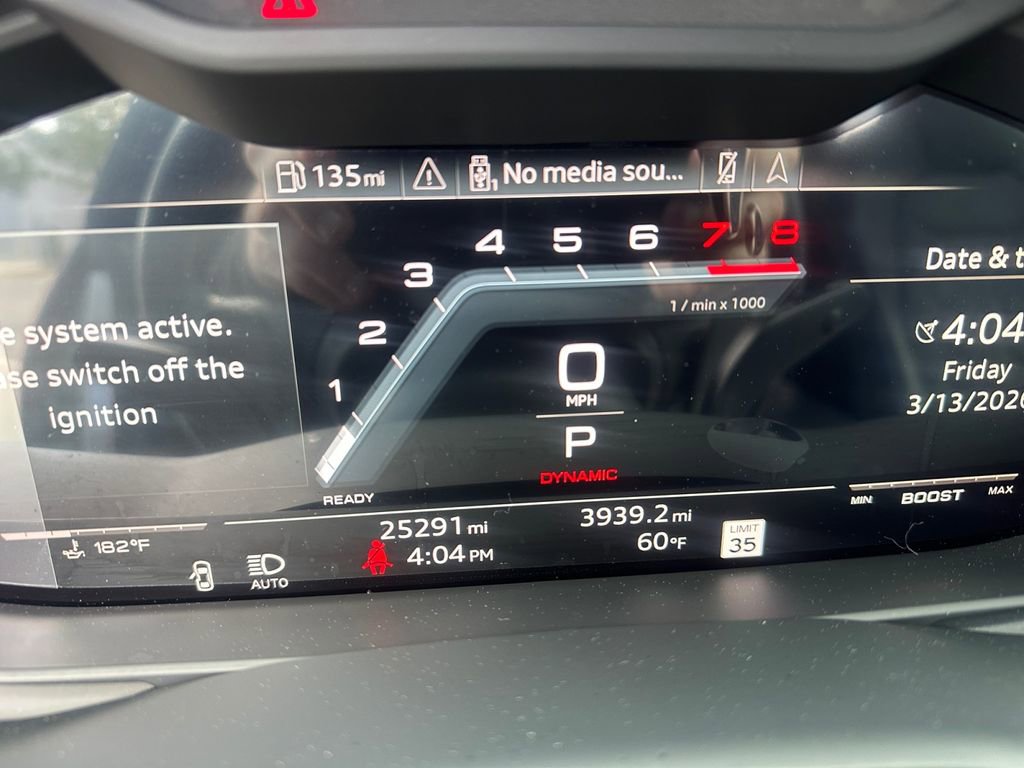 135mi
1 No media sou...
4 5 6 7 8
3
2
1
1 / min x 1000
e system active.
ase switch off the
ignition
0
MPH
P
DYNAMIC
READY
Date & t
4:04
Friday
3/13/2026
MIN BOOST MAX
25291 mi
3939.2 mi
182°F
4:04 PM
60°F
LIMIT
35
AUTO